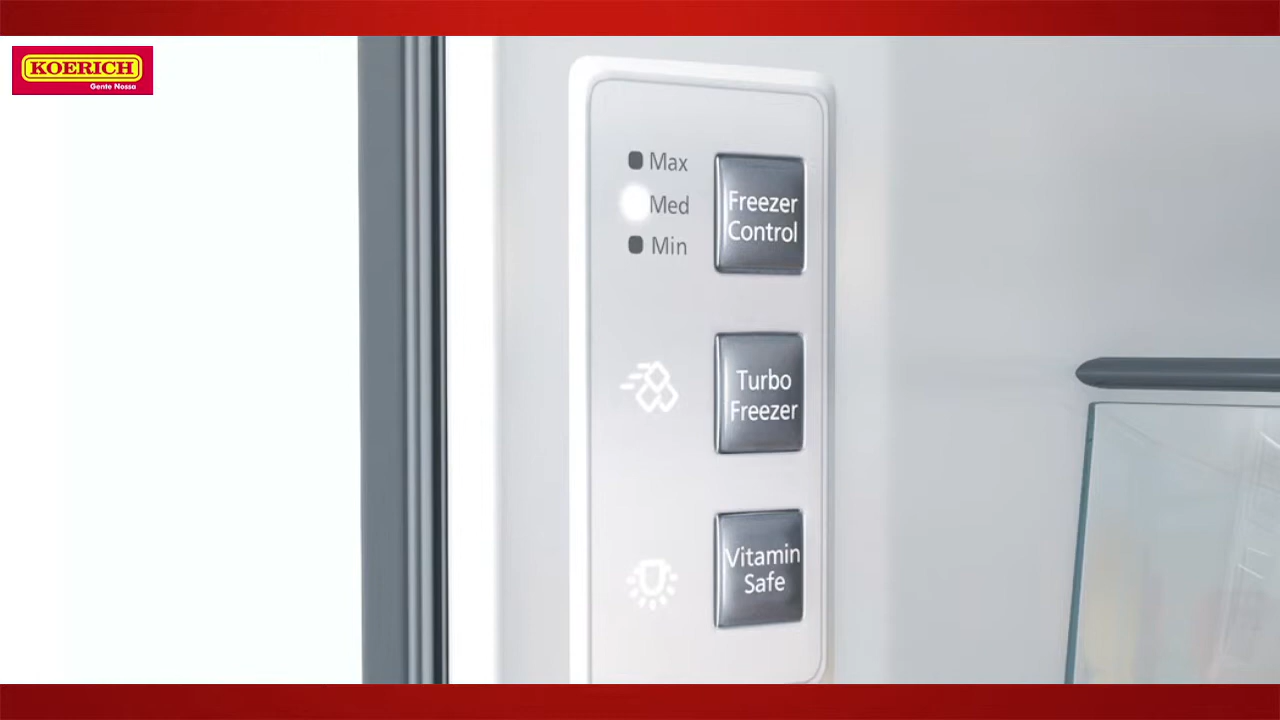 KOERICH
Gente Nossa
Max
Med
Min
Freezer
Control
Turbo
Freezer
Vitamin
Safe